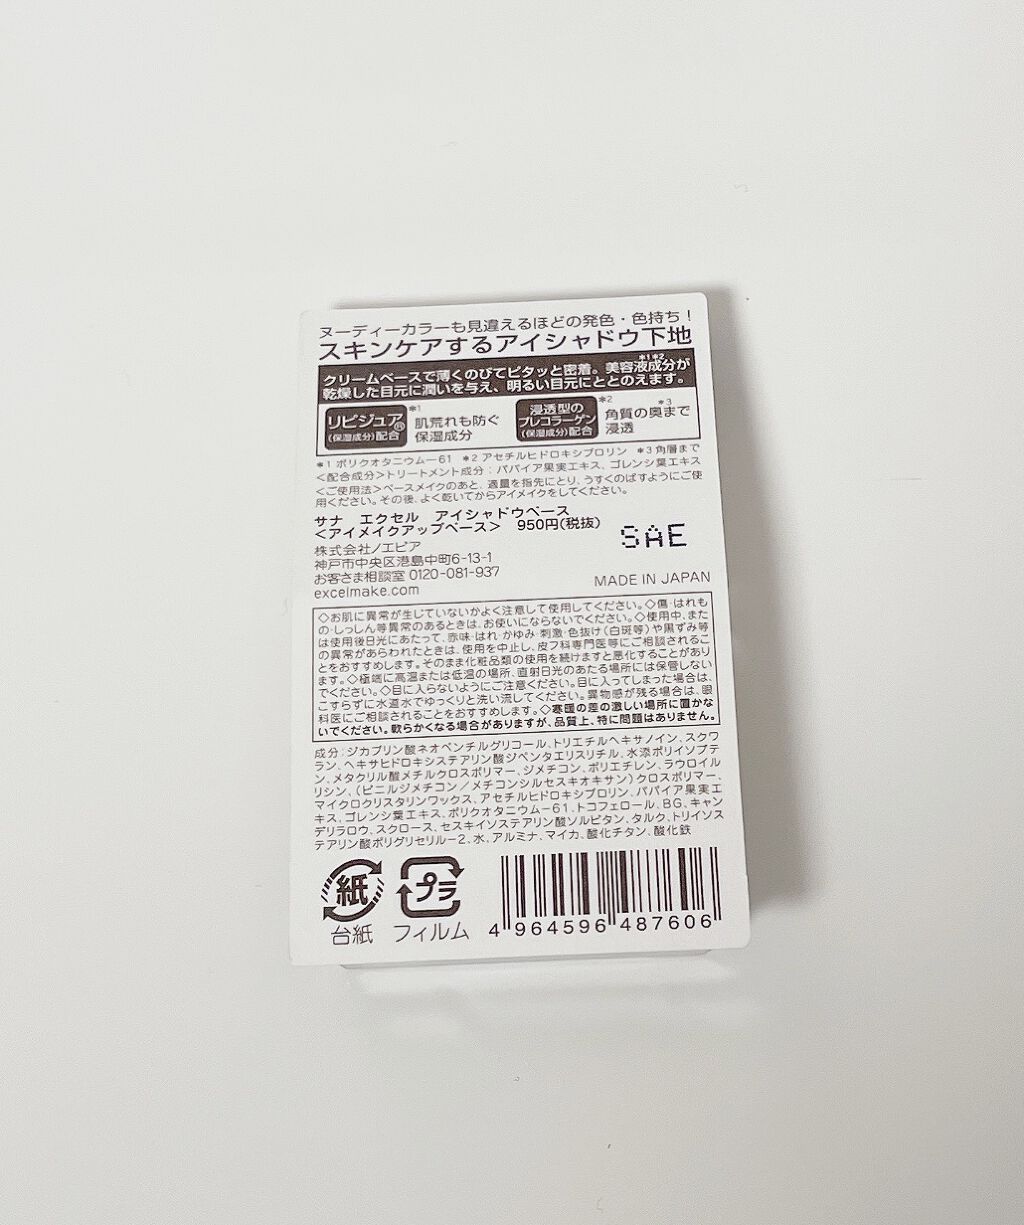 ヌーディーカラーも見違えるほどの発色・色持ち!
スキンケアするアイシャドウ下地
クリームベースで薄くのびてピタッと密着。美容液成分が*1*2
乾燥した目元に潤いを与え、明るい目元にととのえます。
リピジュア®(保湿成分)配合 *1 肌荒れも防ぐ保湿成分
浸透型のプレコラーゲン(保湿成分)配合 *2 角質の奥まで*3浸透
*1 ポリクオタニウムー61 *2 アセチルヒドロキシプロリン *3 角層まで
<配合成分>トリートメント成分:パパイア果実エキス、ゴレンシ葉エキス
<ご使用法>ベースメイクのあと、適量を指先にとり、うすくのばすようにご使
用ください。その後、よく乾いてからアイメイクをしてください。
サナ エクセル アイシャドウベース
<アイメイクアップベース> 950円(税抜)
SAE
株式会社ノエビア
神戸市中央区港島中町6-13-1
お客さま相談室 0120-081-937
excelmake.com
MADE IN JAPAN
◇お肌に異常が生じていないかよく注意して使用してください。◇傷・はれも
の・しっしん等異常のあるときは、お使いにならないでください。◇使用中、また
は使用後日光にあたって、赤味・はれ・かゆみ・刺激・色抜け(白斑等)や黒ずみ等
の異常があらわれたときは、使用を中止し、皮フ科専門医等にご相談されるこ
とをおすすめします。そのまま化粧品類の使用を続けますと悪化することがあり
ます。◇極端に高温または低温の場所、直射日光のあたる場所には保管しない
でください。◇目に入らないようにご注意ください。目に入ってしまった場合は、
こすらずに水道水でゆっくりと洗い流してください。異物感が残る場合は、眼
科医にご相談されることをおすすめします。◇寒暖の差の激しい場所に置かな
いでください。軟らかくなる場合がありますが、品質上、特に問題はありません。
成分:ジカプリン酸ネオペンチルグリコール、トリエチルヘキサノイン、スクワ
ラン、ヘキサヒドロキシステアリン酸ジペンタエリスリチル、水添ポリイソブテ
ン、メタクリル酸メチルクロスポリマー、ジメチコン、ポリエチレン、ラウロイル
リシン、(ビニルジメチコン/メチコンシルセスキオキサン)クロスポリマー、
マイクロクリスタリンワックス、アセチルヒドロキシプロリン、パパイア果実エ
キス、ゴレンシ葉エキス、ポリクオタニウムー61、トコフェロール、BG、キャン
デリラロウ、スクロース、セスキイソステアリン酸ソルビタン、タルク、トリイソス
テアリン酸ポリグリセリルー2、水、アルミナ、マイカ、酸化チタン、酸化鉄
紙 プラ
台紙 フィルム
4 964596 487606